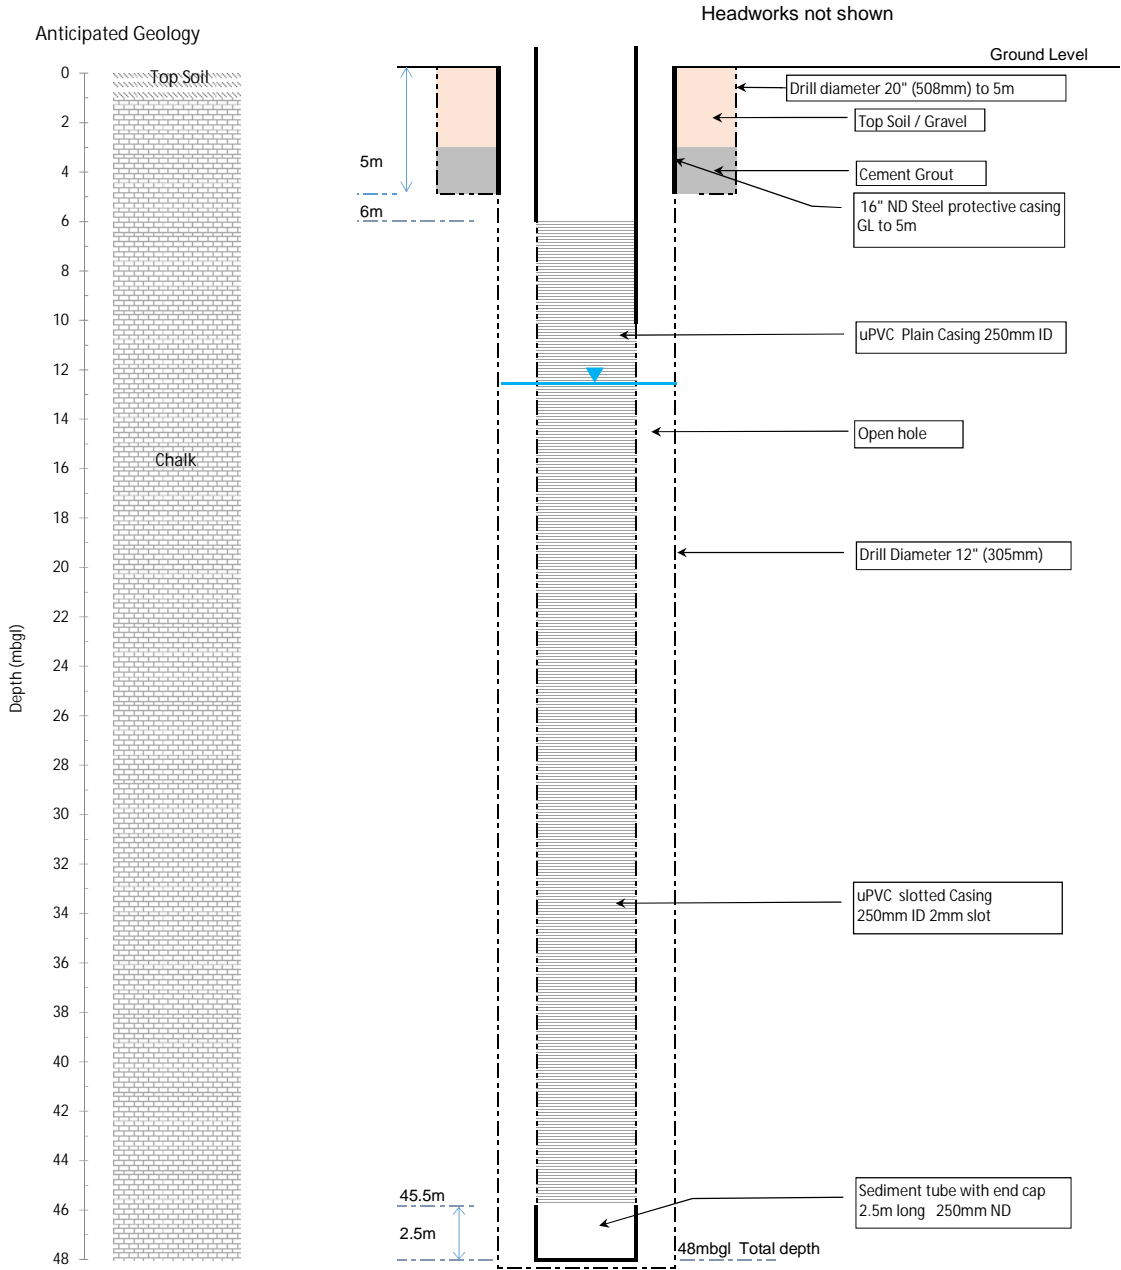 Headworks not shown
Anticipated Geology
Ground Level
0
Top Soil
Drill diameter 20" (508mm) to 5m
2
Top Soil / Gravel
5m
4
Cement Grout
16" ND Steel protective casing
GL to 5m
6m
6
8
10
uPVC Plain Casing 250mm ID
12
14
Open hole
Chalk
16
18
Drill Diameter 12" (305mm)
20
22
Depth (mbgl)
24
26
28
30
32
uPVC slotted Casing
250mm ID 2mm slot
34
36
38
40
42
44
45.5m
Sediment tube with end cap
2.5m long 250mm ND
46
2.5m
48mbgl Total depth
48